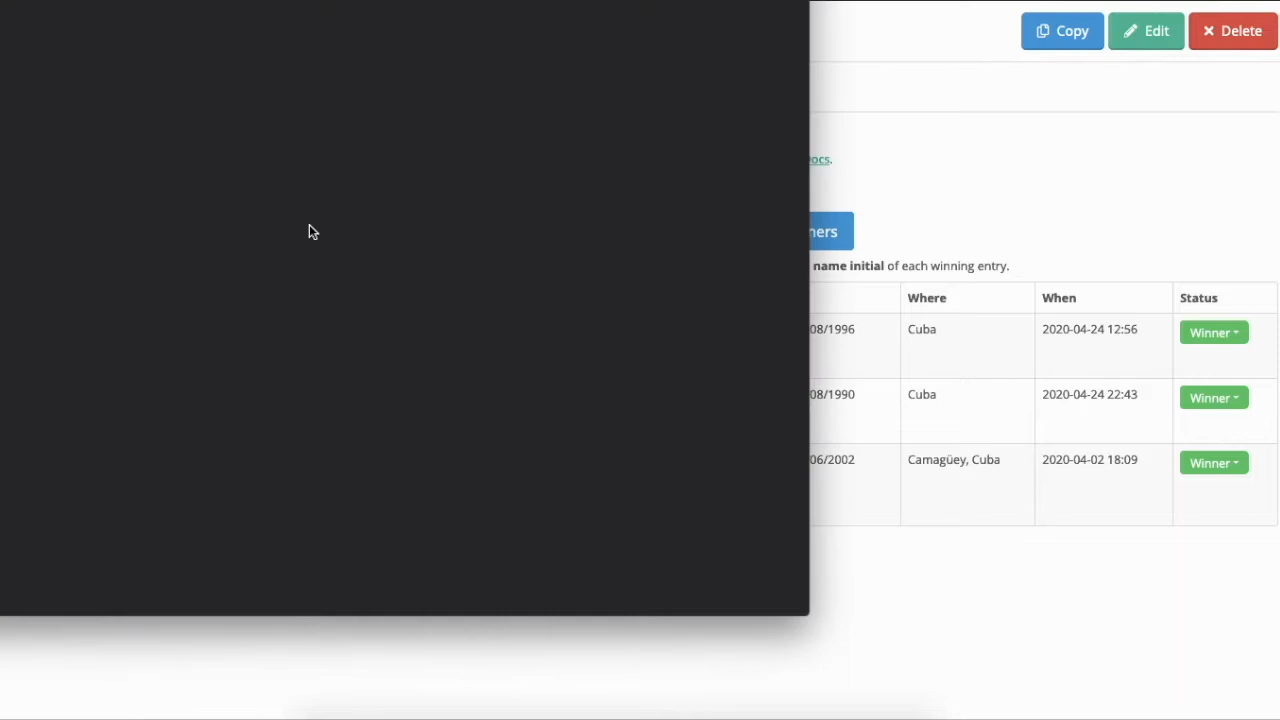 Copy Edit Delete
ocs.
ners
name initial of each winning entry.
Where When Status
08/1996 Cuba 2020-04-24 12:56 Winner
08/1990 Cuba 2020-04-24 22:43 Winner
06/2002 Camagüey, Cuba 2020-04-02 18:09 Winner